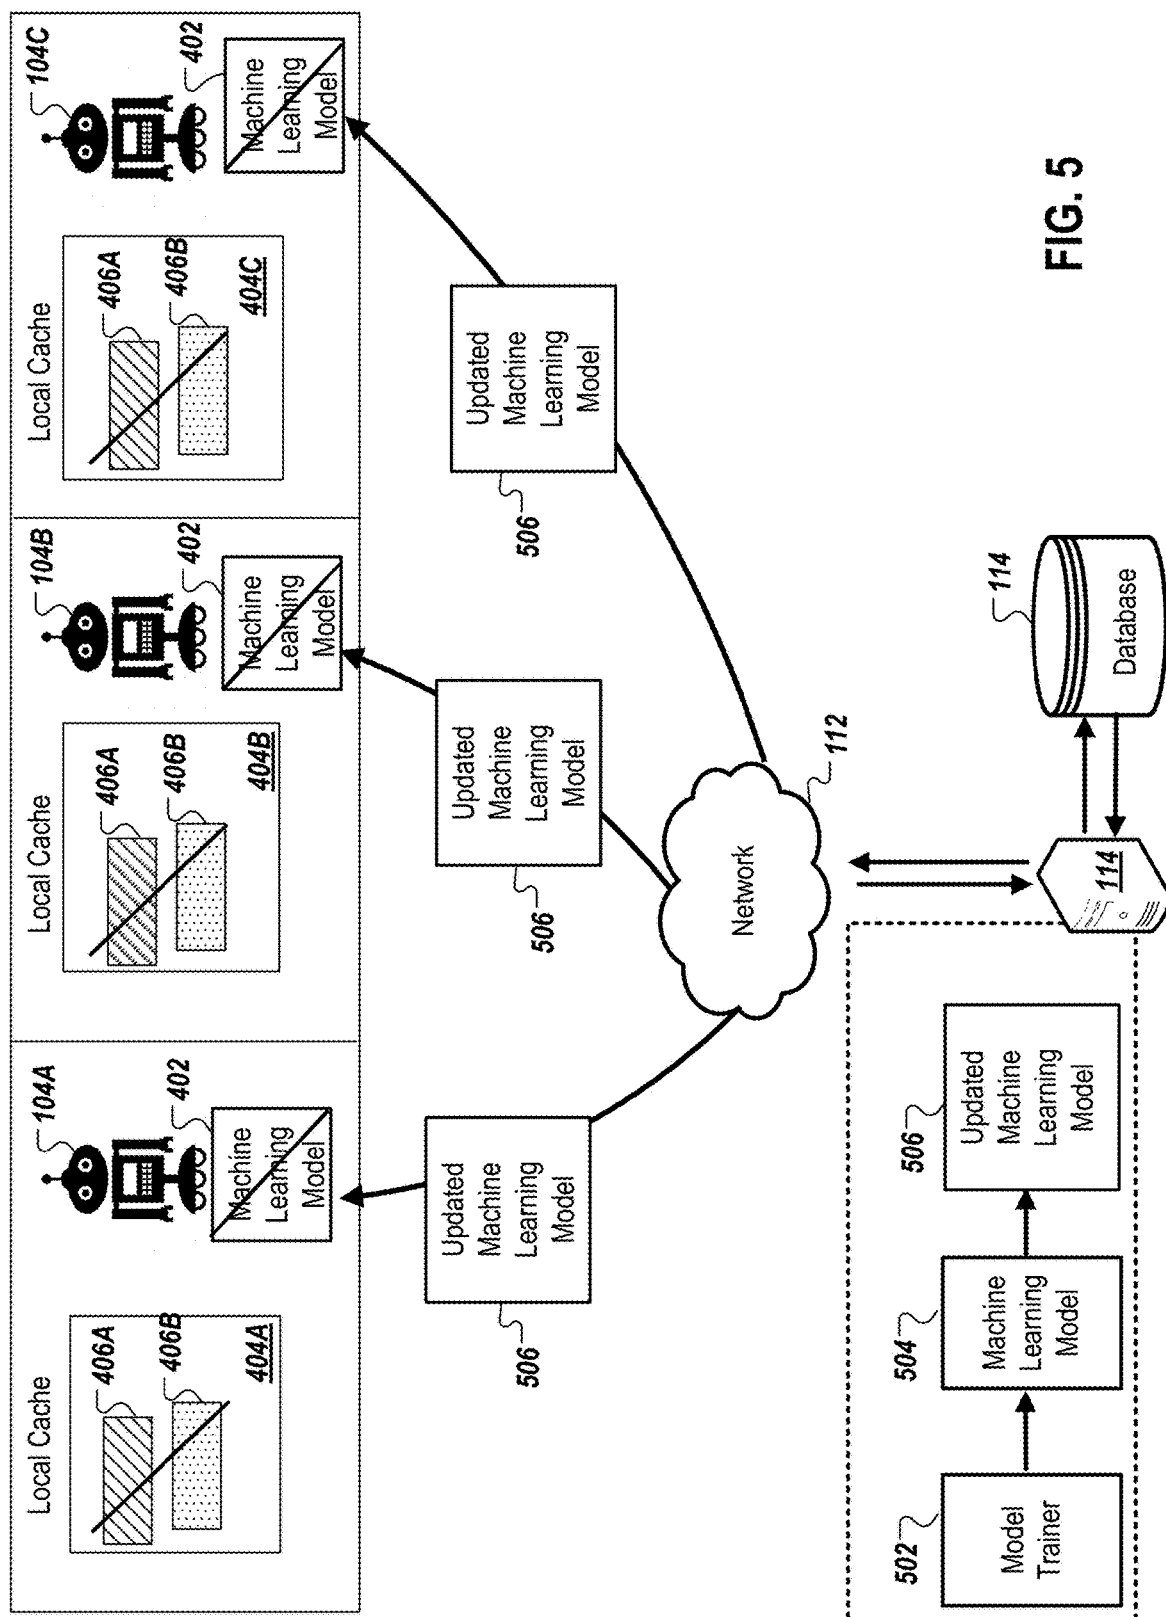 Local Cache
406A
406B
404A
104A
402
Machine
Learning
Model
Local Cache
406A
406B
404B
104B
402
Machine
Learning
Model
Local Cache
406A
406B
404C
104C
402
Machine
Learning
Model
Updated
Machine
Learning
Model
506
Updated
Machine
Learning
Model
506
Updated
Machine
Learning
Model
506
Network
112
502
Model
Trainer
504
Machine
Learning
Model
506
Updated
Machine
Learning
Model
114
114
Database
FIG. 5